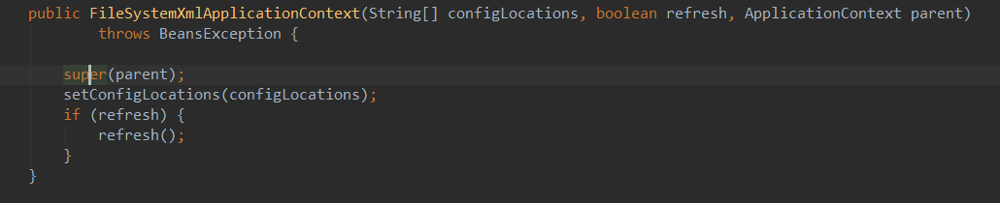 public FileSystemXmlApplicationContext(String[] configLocations, boolean refresh, ApplicationContext parent)
        throws BeansException {

    super(parent);
    setConfigLocations(configLocations);
    if (refresh) {
        refresh();
    }
}